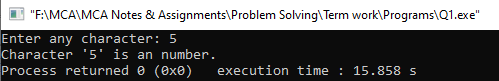 "F:\MCA\MCA Notes & Assignments\Problem Solving\Term work\Programs\Q1.exe"
Enter any character: 5
Character '5' is an number.
Process returned 0 (0x0)   execution time : 15.858 s